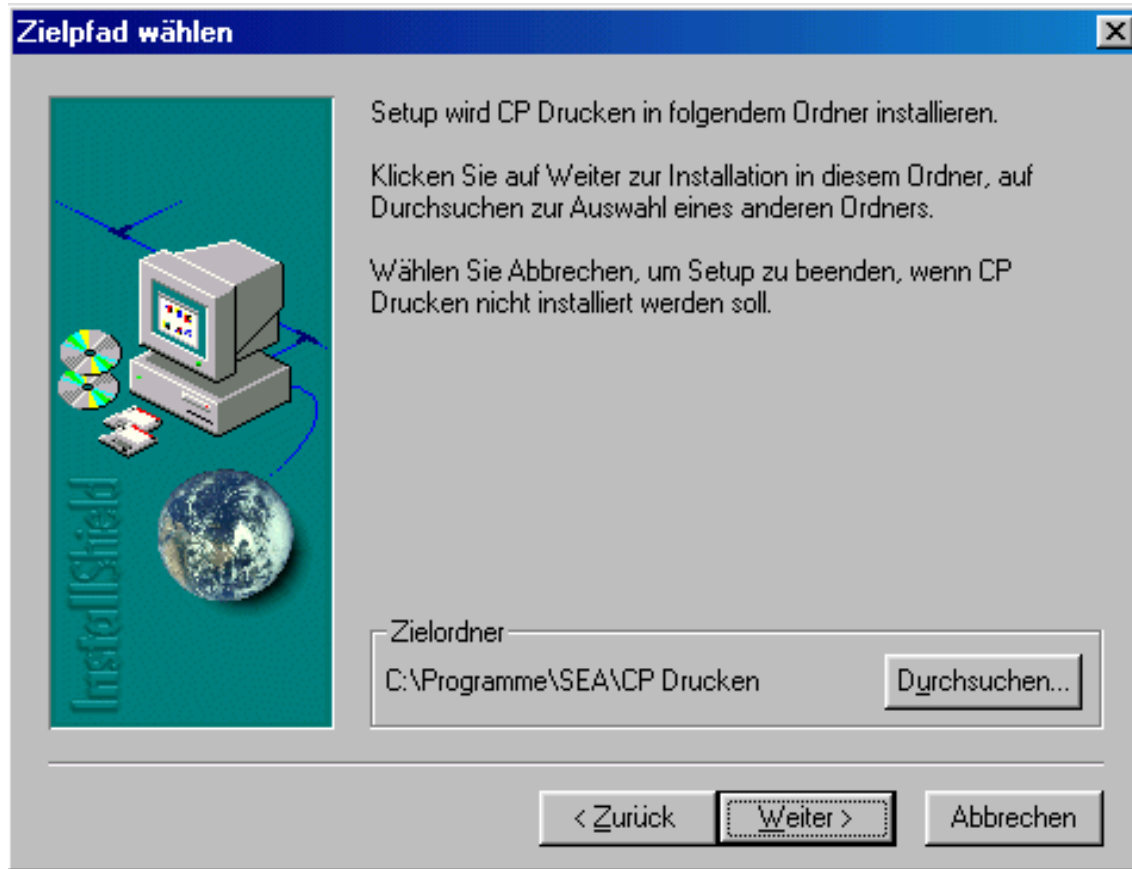 Zielpfad wählen
Setup wird CP Drucken in folgendem Ordner installieren.
Klicken Sie auf Weiter zur Installation in diesem Ordner, auf
Durchsuchen zur Auswahl eines anderen Ordners.
Wählen Sie Abbrechen, um Setup zu beenden, wenn CP
Drucken nicht installiert werden soll.
InstallShield
Zielordner
C:\Programme\SEA\CP Drucken
Durchsuchen...
< Zurück
Weiter >
Abbrechen